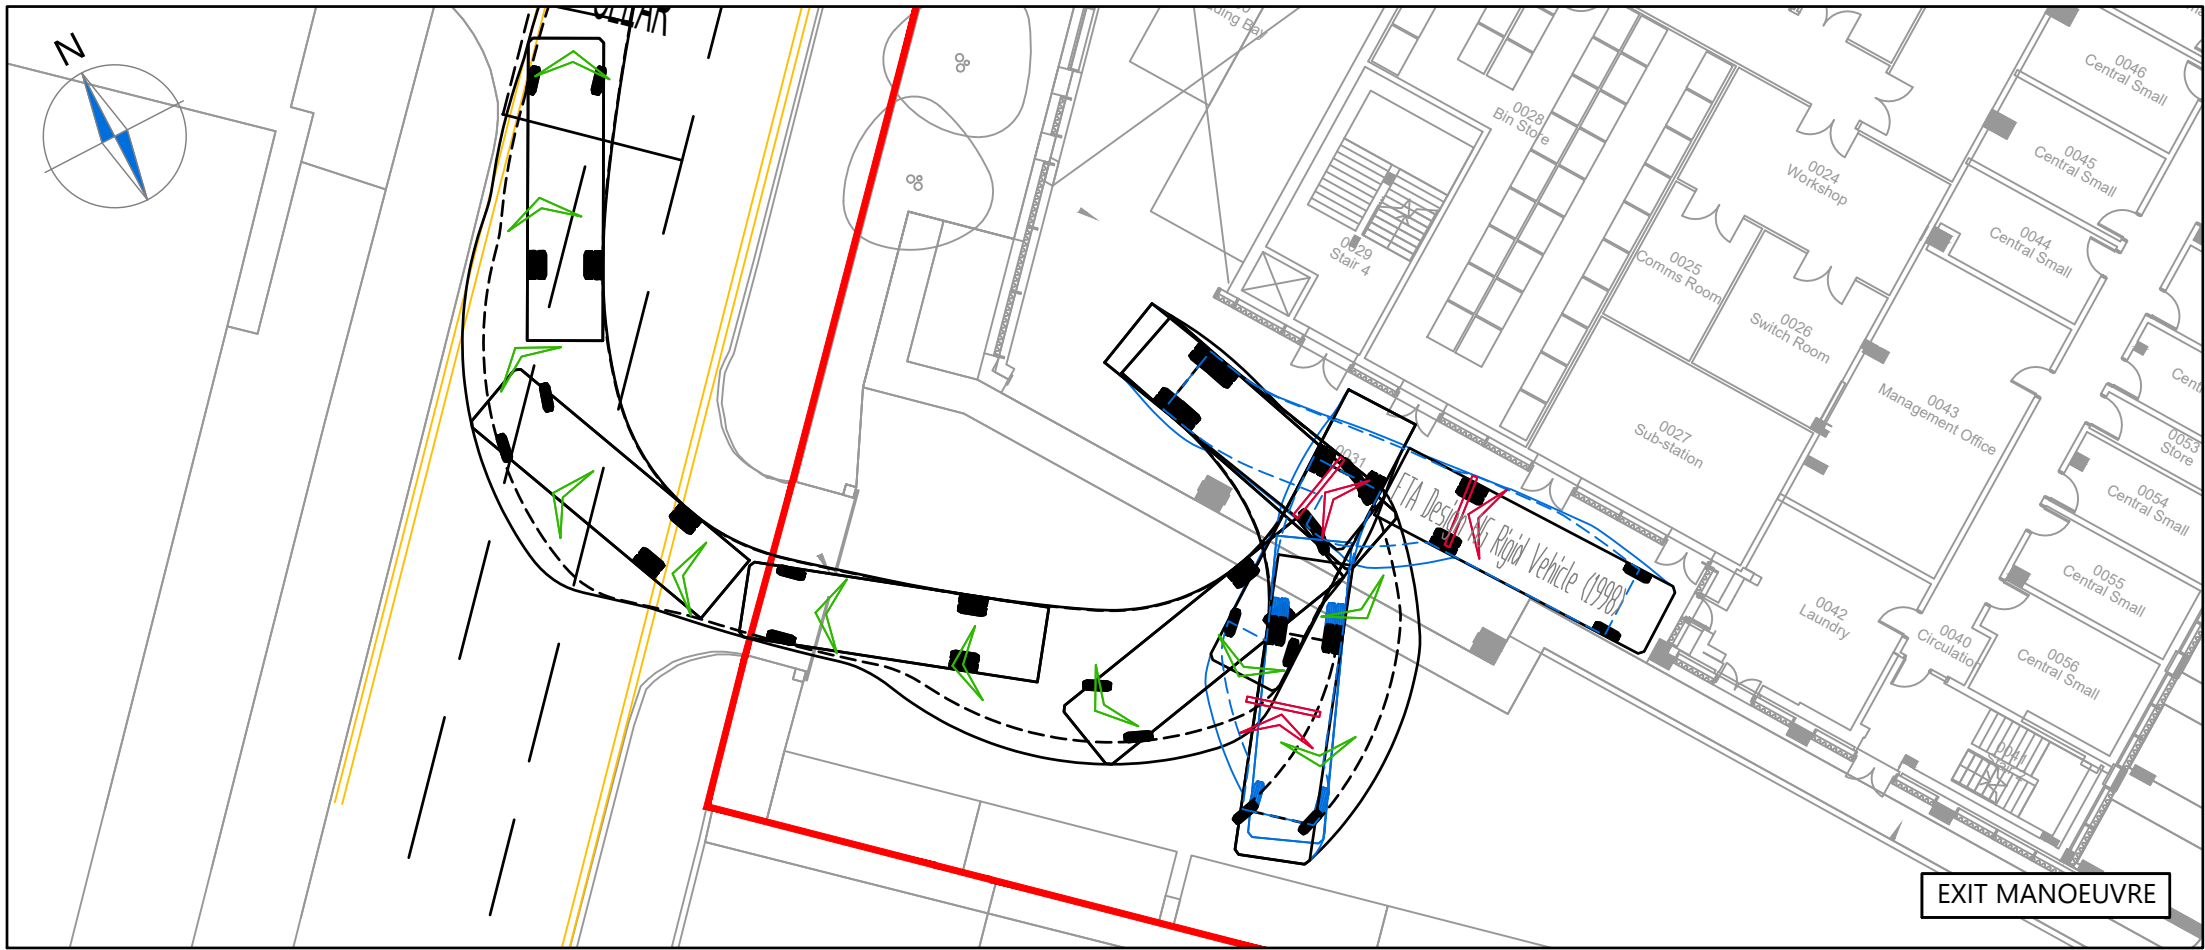 N
0028
Bin Store
0029
Stair 4
0031
0024
Workshop
0025
Comms Room
0026
Switch Room
0027
Sub-station
0046
Central Small
0045
Central Small
0044
Central Small
0043
Management Office
0053
Store
0054
Central Small
0055
Central Small
0056
Central Small
0042
Laundry
0040
0041
FTA Design
Rigid Vehicle (1998)
EXIT MANOEUVRE